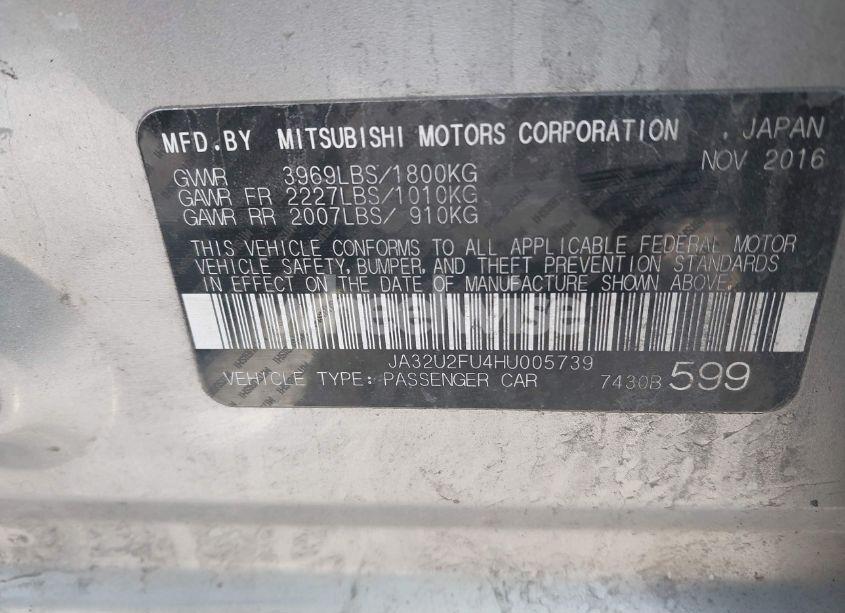 MFD.BY MITSUBISHI MOTORS CORPORATION , JAPAN
NOV 2016
GVWR 3969LBS/1800KG
GAWR FR 2227LBS/1010KG
GAWR RR 2007LBS/ 910KG
THIS VEHICLE CONFORMS TO ALL APPLICABLE FEDERAL MOTOR
VEHICLE SAFETY, BUMPER, AND THEFT PREVENTION STANDARDS
IN EFFECT ON THE DATE OF MANUFACTURE SHOWN ABOVE.
JA32U2FU4HU005739
VEHICLE TYPE: PASSENGER CAR 7430B 599